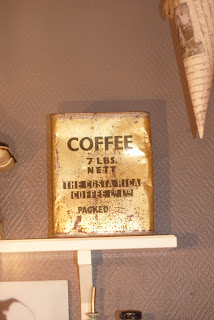 COFFEE
7 LBS.
NETT
THE COSTA RICA
COFFEE Cº Lᵀᴰ
PACKED